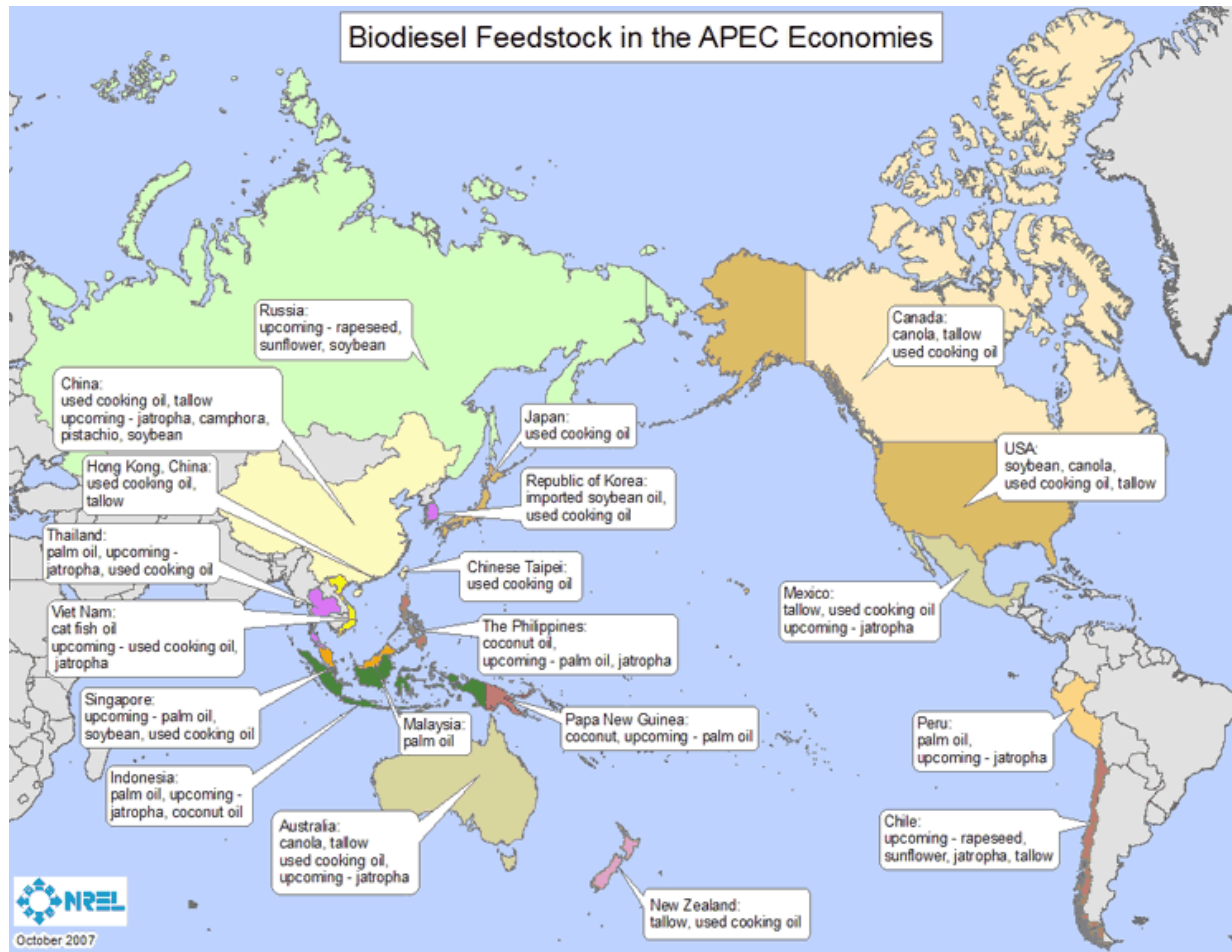 Biodiesel Feedstock in the APEC Economies
Russia:
upcoming - rapeseed,
sunflower, soybean
Canada:
canola, tallow
used cooking oil
China:
used cooking oil, tallow
upcoming - jatropha, camphora,
pistachio, soybean
Japan:
used cooking oil
USA:
soybean, canola,
used cooking oil, tallow
Hong Kong, China:
used cooking oil,
tallow
Republic of Korea:
imported soybean oil,
used cooking oil
Thailand:
palm oil, upcoming -
jatropha, used cooking oil
Chinese Taipei:
used cooking oil
Mexico:
tallow, used cooking oil
upcoming - jatropha
Viet Nam:
cat fish oil
upcoming - used cooking oil,
jatropha
The Philippines:
coconut oil,
upcoming - palm oil, jatropha
Singapore:
upcoming - palm oil,
soybean, used cooking oil
Malaysia:
palm oil
Papa New Guinea:
coconut, upcoming - palm oil
Peru:
palm oil,
upcoming - jatropha
Indonesia:
palm oil, upcoming -
jatropha, coconut oil
Australia:
canola, tallow
used cooking oil,
upcoming - jatropha
Chile:
upcoming - rapeseed,
sunflower, jatropha, tallow
New Zealand:
tallow, used cooking oil
NREL
October 2007